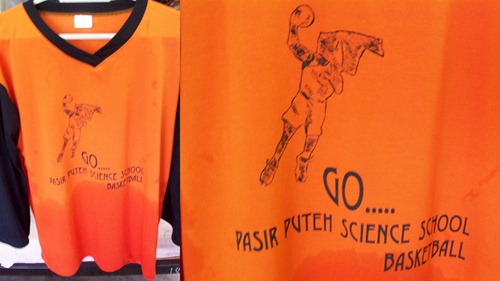 GO.....
PASIR PUTEH SCIENCE SCHOOL
BASKETBALL
GO.....
PASIR PUTEH SCIENCE SCHOOL
BASKETBALL